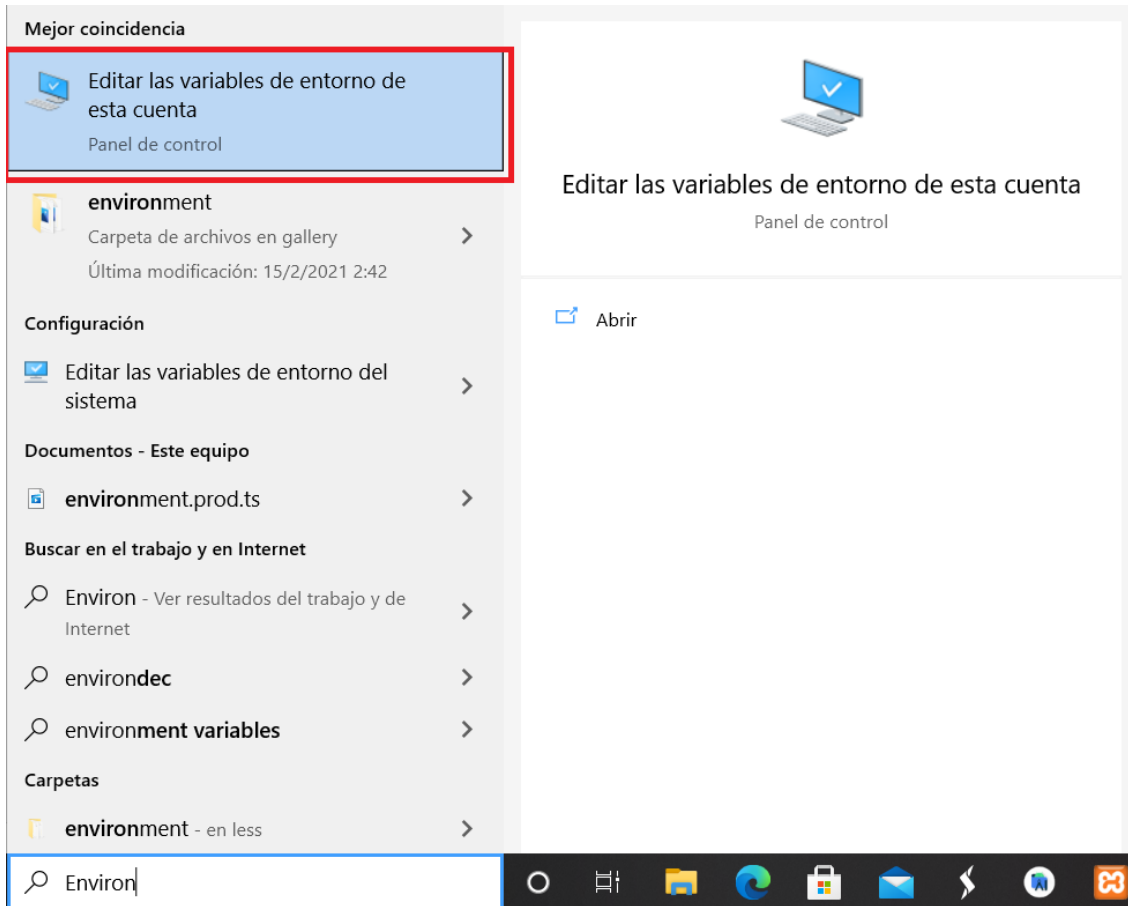 Mejor coincidencia
Editar las variables de entorno de
esta cuenta
Panel de control
environment
Carpeta de archivos en gallery
Última modificación: 15/2/2021 2:42
Configuración
Editar las variables de entorno del
sistema
Documentos - Este equipo
environment.prod.ts
Buscar en el trabajo y en Internet
Environ - Ver resultados del trabajo y de
Internet
environdec
environment variables
Carpetas
environment - en less
Environ
Editar las variables de entorno de esta cuenta
Panel de control
Abrir